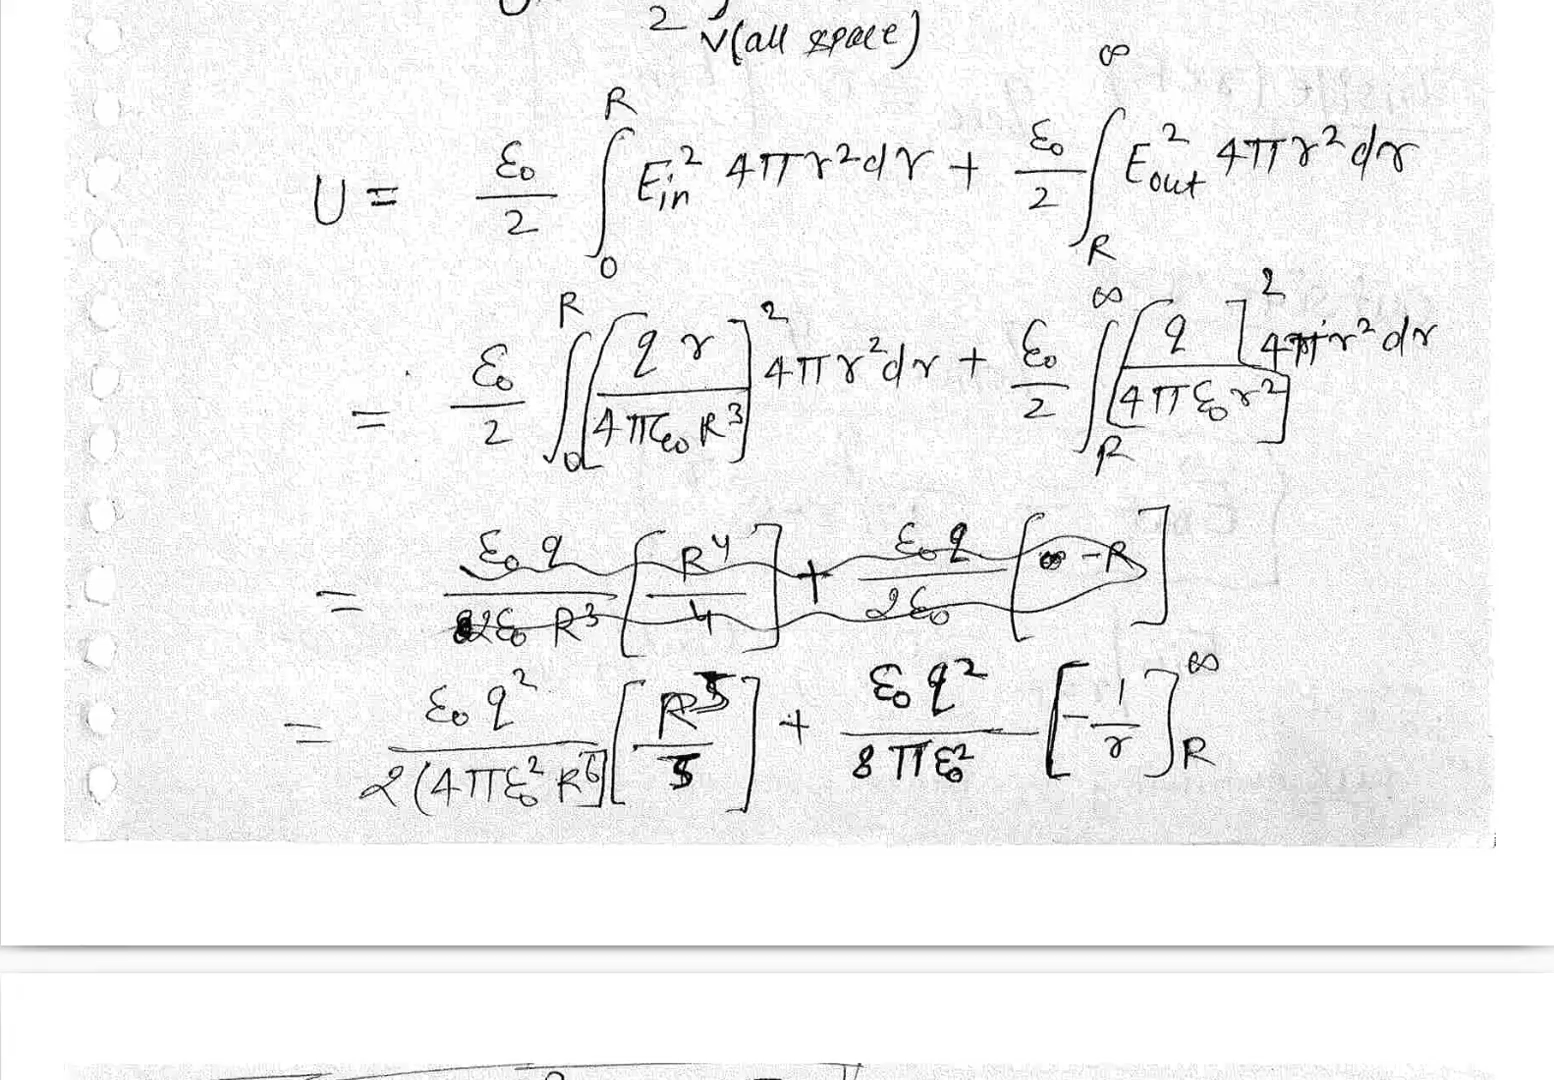 2 V(all space)
U = ε₀/2 ∫₀^R E_in² 4πr²dr + ε₀/2 ∫_R^∞ E_out² 4πr²dr
= ε₀/2 ∫₀^R [qr/4πε₀R³]² 4πr²dr + ε₀/2 ∫_R^∞ [q/4πε₀r²]² 4πr²dr
= ε₀q/2ε₀R³ [R⁴/4] + ε₀q/2ε₀ [∞ - R]
= ε₀q²/2(4πε₀²R⁶) [R⁵/5] + ε₀q²/8πε₀² [-1/r]_R^∞